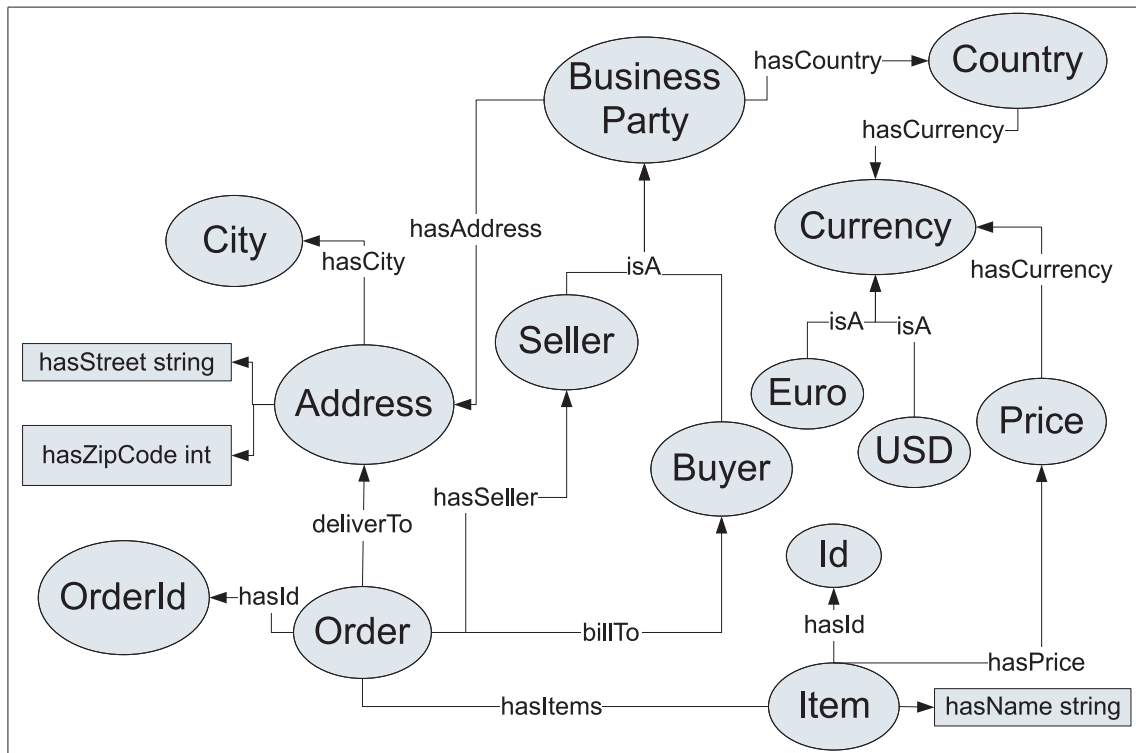 Business
Party
hasCountry
Country
hasCurrency
City
hasCity
hasAddress
Currency
isA
hasCurrency
Seller
isA
isA
hasStreet string
Address
Euro
Price
hasZipCode int
Buyer
USD
hasSeller
deliverTo
Id
OrderId
hasId
Order
billTo
hasId
hasPrice
hasItems
Item
hasName string